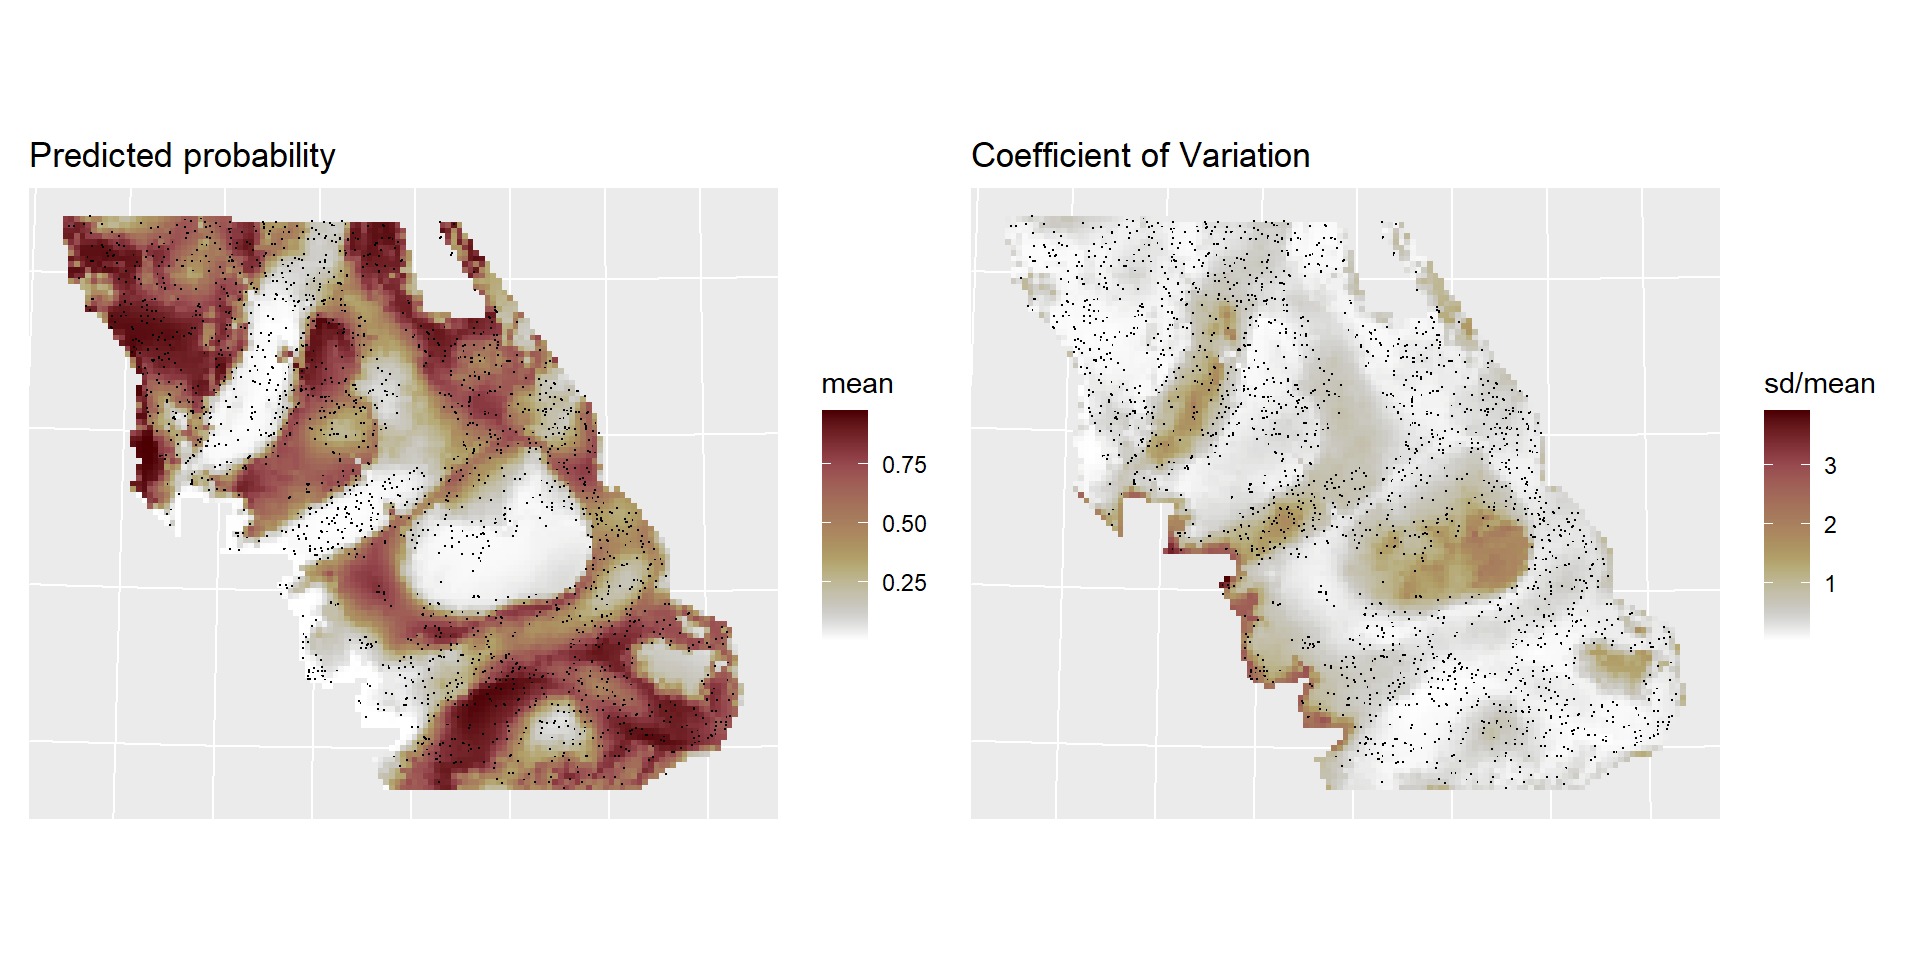 Predicted probability
mean
0.75
0.50
0.25
Coefficient of Variation
sd/mean
3
2
1